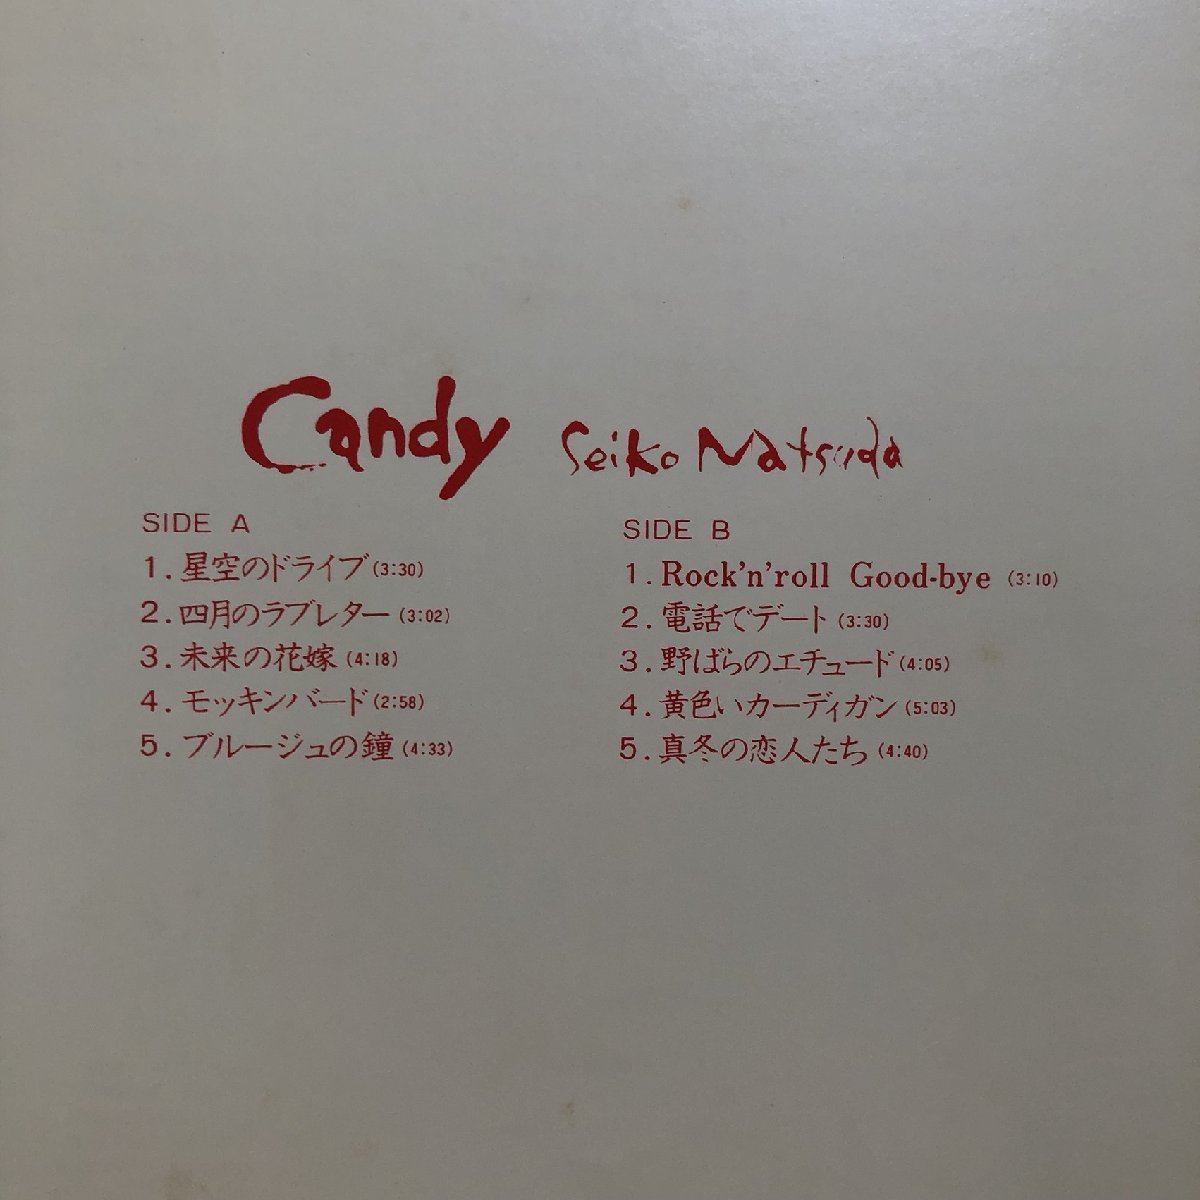 Candy Seiko Matsuda
SIDE A
1. 星空のドライブ (3:30)
2. 四月のラブレター (3:02)
3. 未来の花嫁 (4:18)
4. モッキンバード (2:58)
5. ブルージュの鐘 (4:33)
SIDE B
1. Rock'n'roll Good-bye (3:10)
2. 電話でデート (3:30)
3. 野ばらのエチュード (4:05)
4. 黄色いカーディガン (5:03)
5. 真冬の恋人たち (4:40)